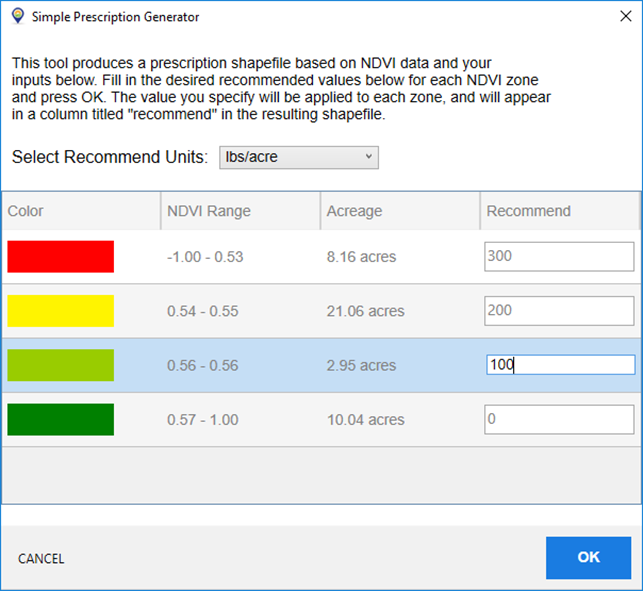 Simple Prescription Generator
This tool produces a prescription shapefile based on NDVI data and your
inputs below. Fill in the desired recommended values below for each NDVI zone
and press OK. The value you specify will be applied to each zone, and will appear
in a column titled "recommend" in the resulting shapefile.
Select Recommend Units: lbs/acre
Color NDVI Range Acreage Recommend
-1.00 - 0.53 8.16 acres 300
0.54 - 0.55 21.06 acres 200
0.56 - 0.56 2.95 acres 100
0.57 - 1.00 10.04 acres 0
CANCEL OK